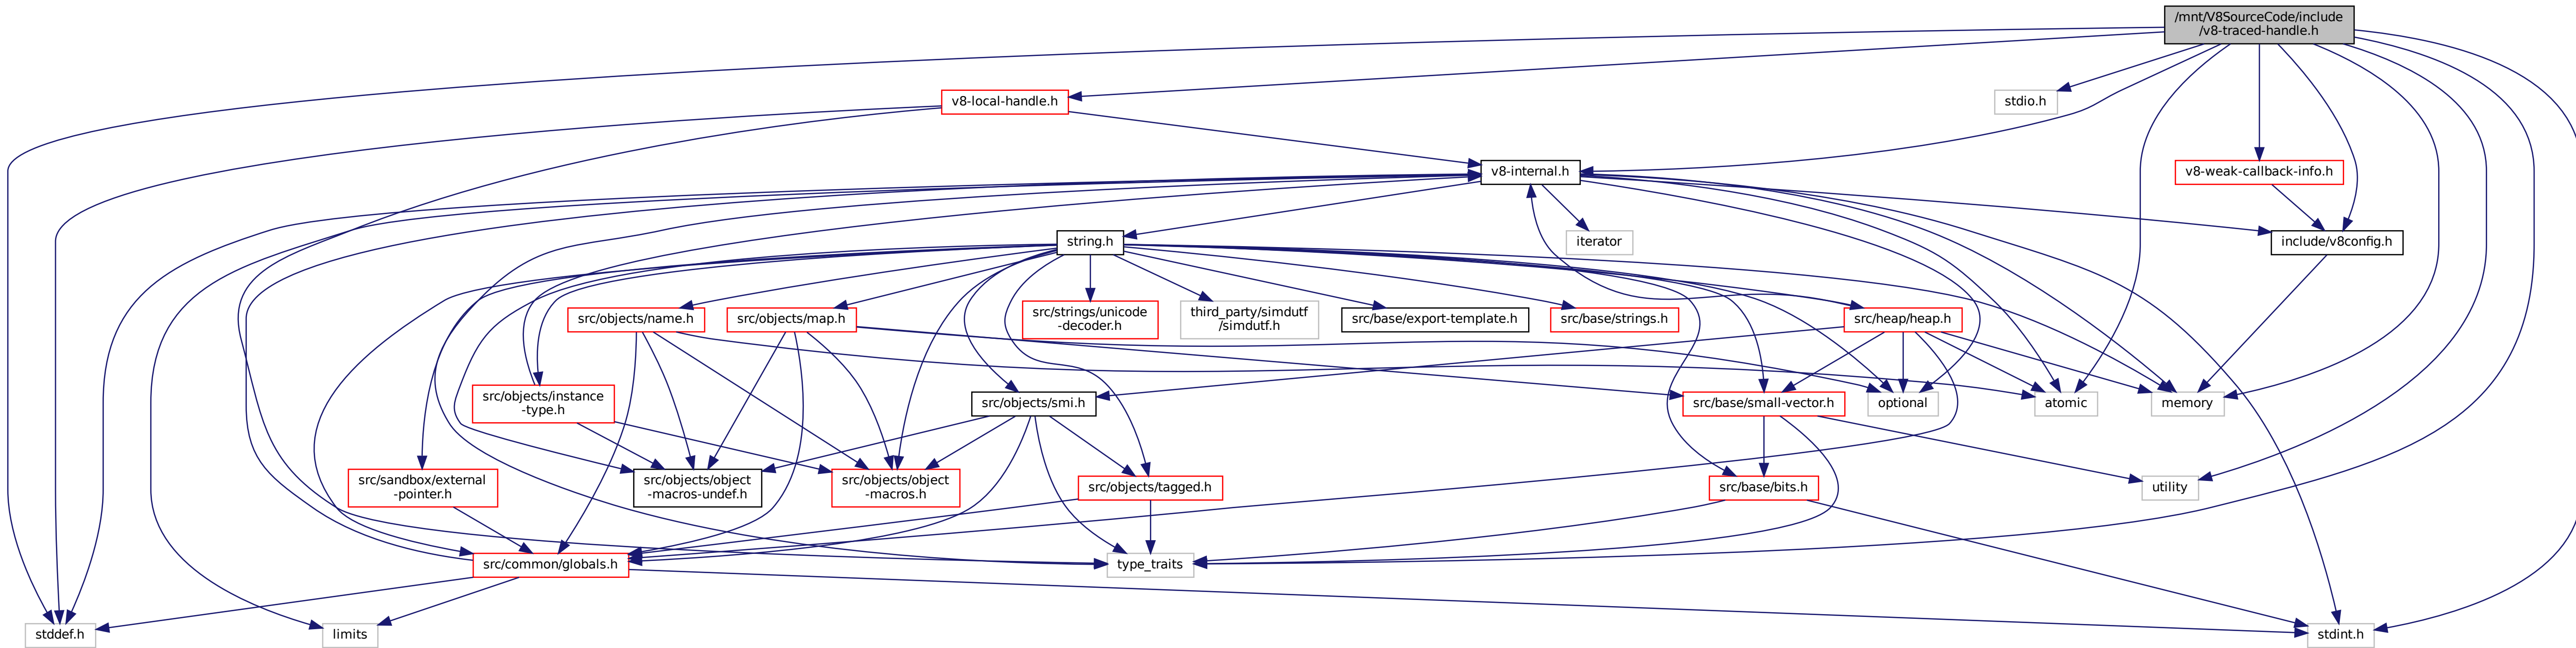 /mnt/V8SourceCode/include
/v8-traced-handle.h
v8-local-handle.h
stdio.h
v8-internal.h
v8-weak-callback-info.h
string.h
iterator
include/v8config.h
src/objects/name.h
src/objects/map.h
src/strings/unicode
-decoder.h
third_party/simdutf
/simdutf.h
src/base/export-template.h
src/base/strings.h
src/heap/heap.h
src/objects/instance
-type.h
src/objects/smi.h
src/base/small-vector.h
optional
atomic
memory
src/sandbox/external
-pointer.h
src/objects/object
-macros-undef.h
src/objects/object
-macros.h
src/objects/tagged.h
src/base/bits.h
utility
src/common/globals.h
type_traits
stddef.h
limits
stdint.h